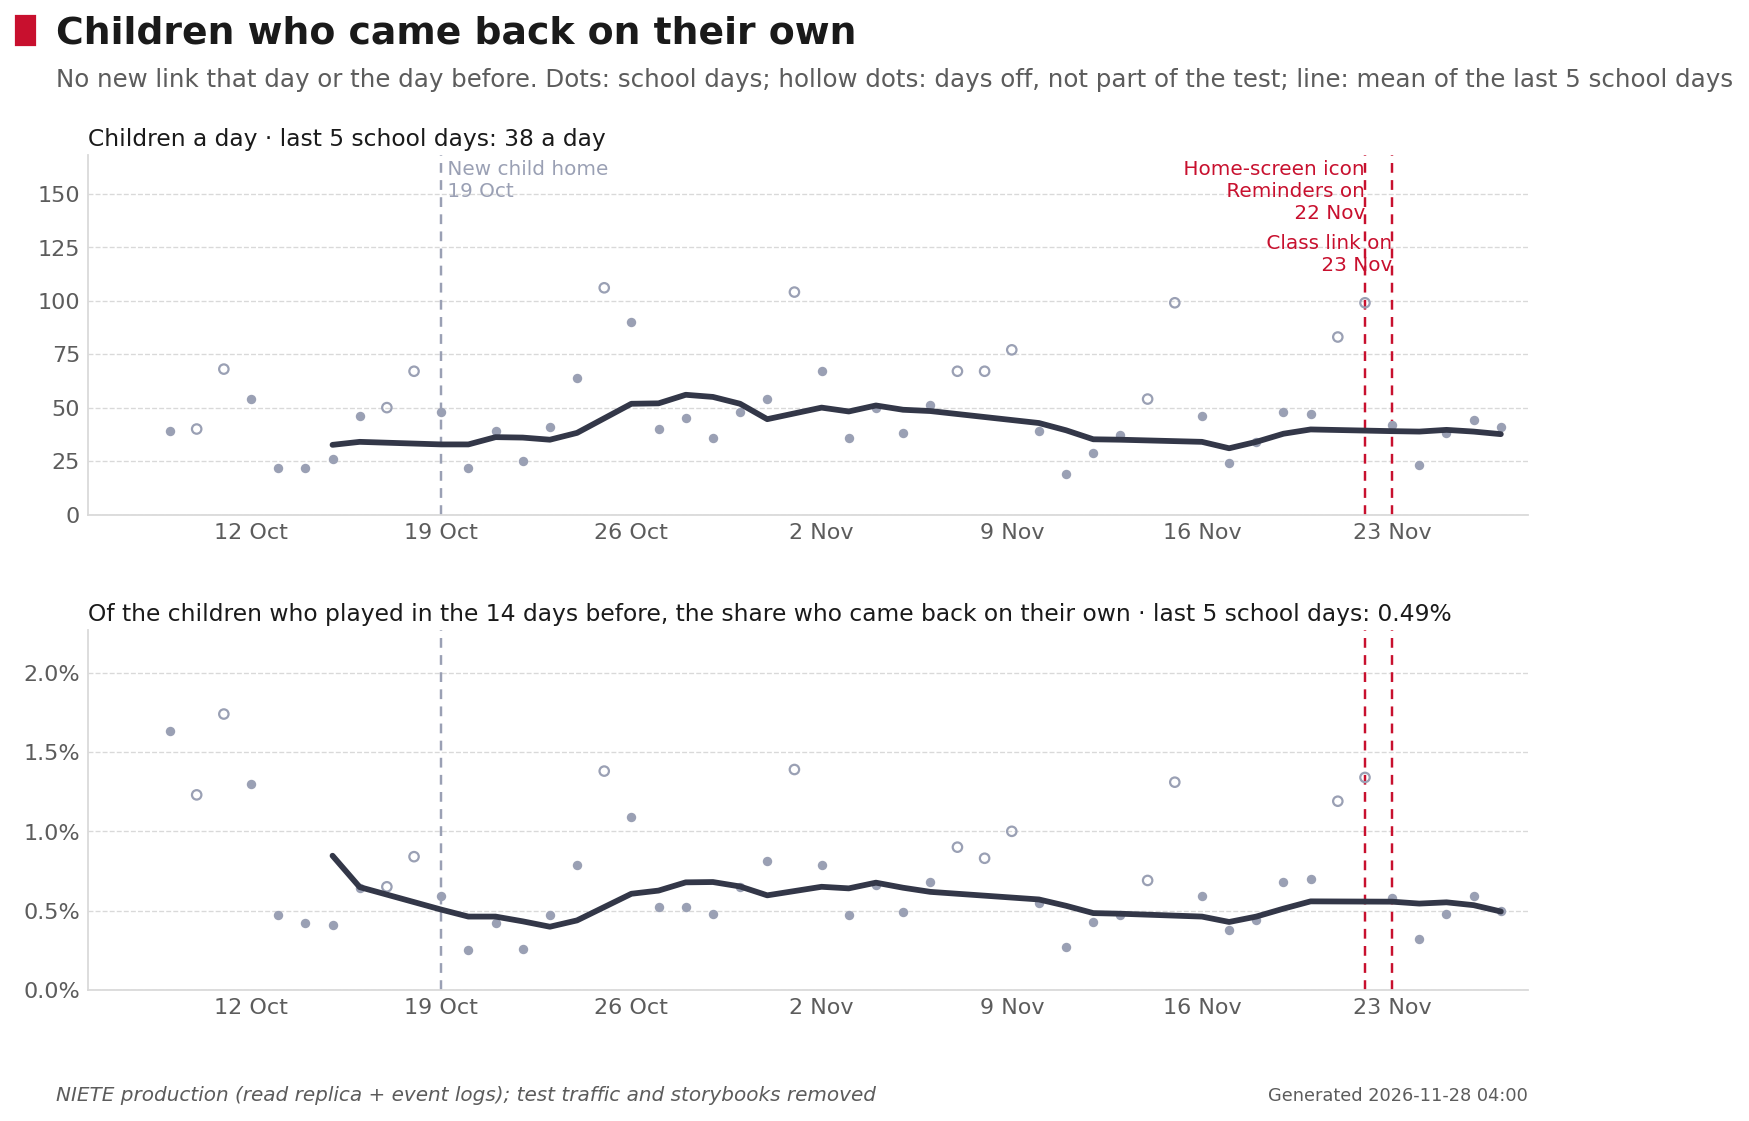 Children who came back on their own
No new link that day or the day before. Dots: school days; hollow dots: days off, not part of the test; line: mean of the last 5 school days
Children a day · last 5 school days: 38 a day
New child home
19 Oct
Home-screen icon
Reminders on
22 Nov
Class link on
23 Nov
150
125
100
75
50
25
0
12 Oct
19 Oct
26 Oct
2 Nov
9 Nov
16 Nov
23 Nov
Of the children who played in the 14 days before, the share who came back on their own · last 5 school days: 0.49%
2.0%
1.5%
1.0%
0.5%
0.0%
12 Oct
19 Oct
26 Oct
2 Nov
9 Nov
16 Nov
23 Nov
NIETE production (read replica + event logs); test traffic and storybooks removed
Generated 2026-11-28 04:00